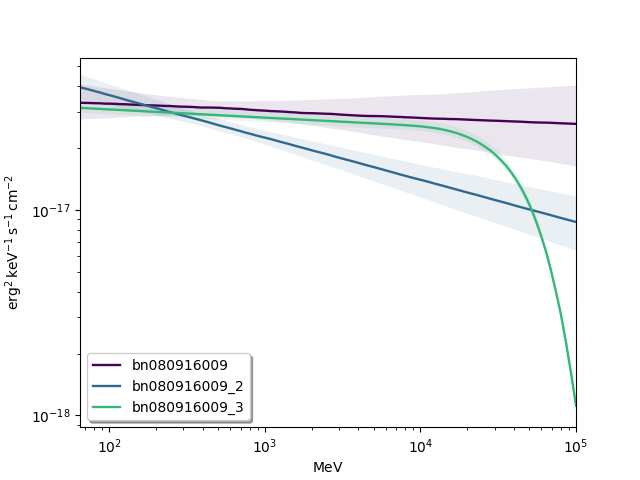 10⁻¹⁷
10⁻¹⁸
erg² keV⁻¹ s⁻¹ cm⁻²
bn080916009
bn080916009_2
bn080916009_3
10² 10³ 10⁴ 10⁵
MeV